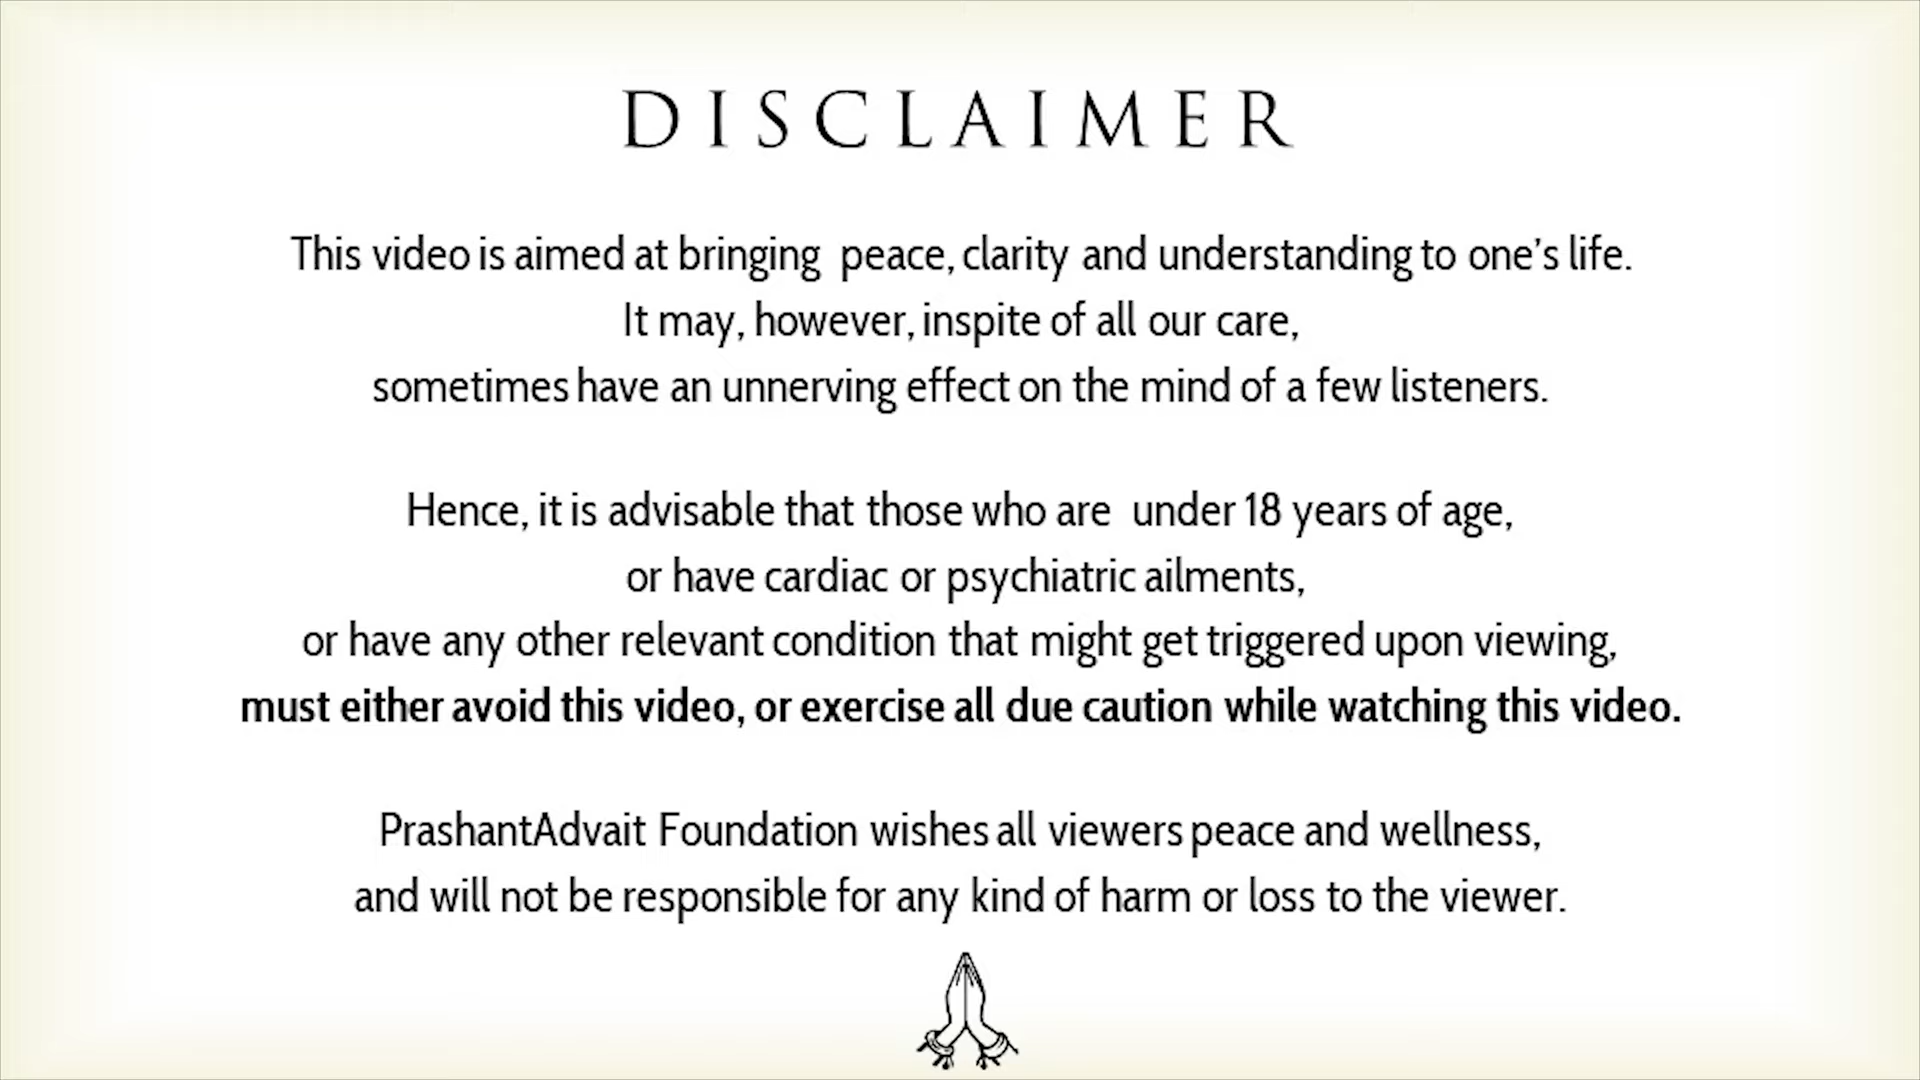 DISCLAIMER
This video is aimed at bringing peace, clarity and understanding to one's life.
It may, however, inspite of all our care,
sometimes have an unnerving effect on the mind of a few listeners.
Hence, it is advisable that those who are under 18 years of age,
or have cardiac or psychiatric ailments,
or have any other relevant condition that might get triggered upon viewing,
must either avoid this video, or exercise all due caution while watching this video.
PrashantAdvait Foundation wishes all viewers peace and wellness,
and will not be responsible for any kind of harm or loss to the viewer.